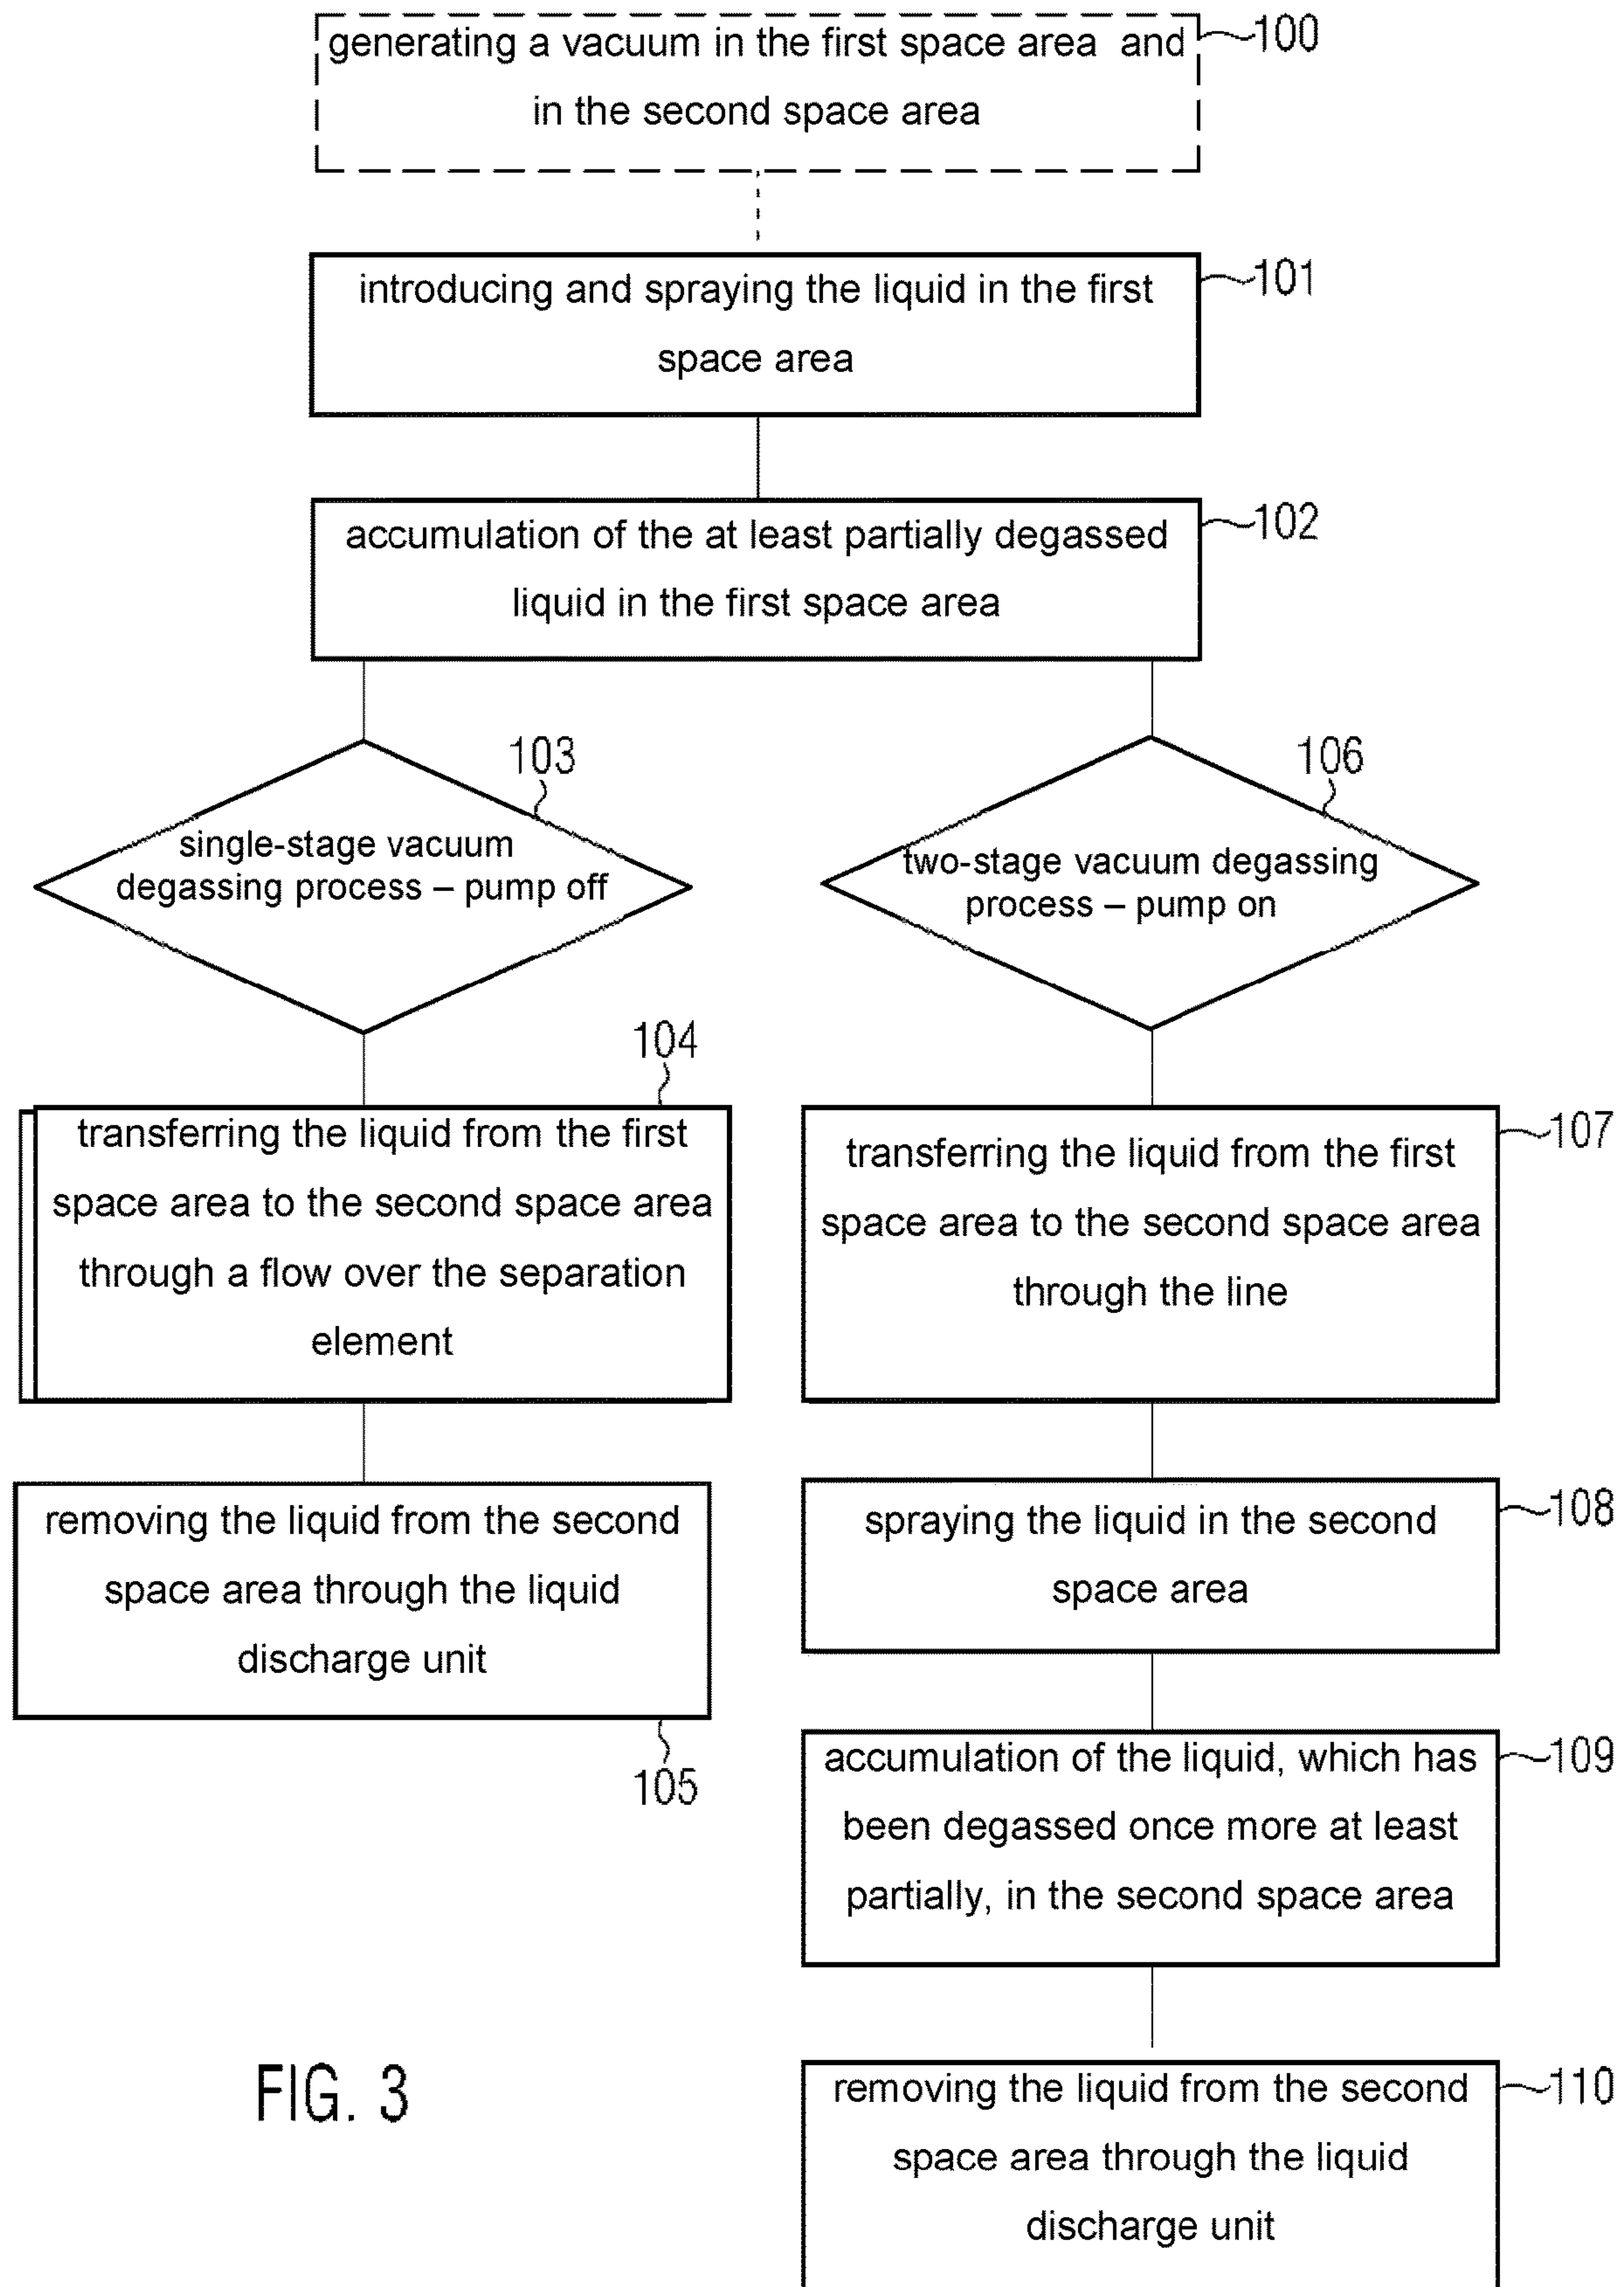 generating a vacuum in the first space area and
in the second space area
100
introducing and spraying the liquid in the first
space area
101
accumulation of the at least partially degassed
liquid in the first space area
102
103
single-stage vacuum
degassing process – pump off
104
transferring the liquid from the first
space area to the second space area
through a flow over the separation
element
removing the liquid from the second
space area through the liquid
discharge unit
105
106
two-stage vacuum degassing
process – pump on
107
transferring the liquid from the first
space area to the second space area
through the line
108
spraying the liquid in the second
space area
109
accumulation of the liquid, which has
been degassed once more at least
partially, in the second space area
110
removing the liquid from the second
space area through the liquid
discharge unit
FIG. 3